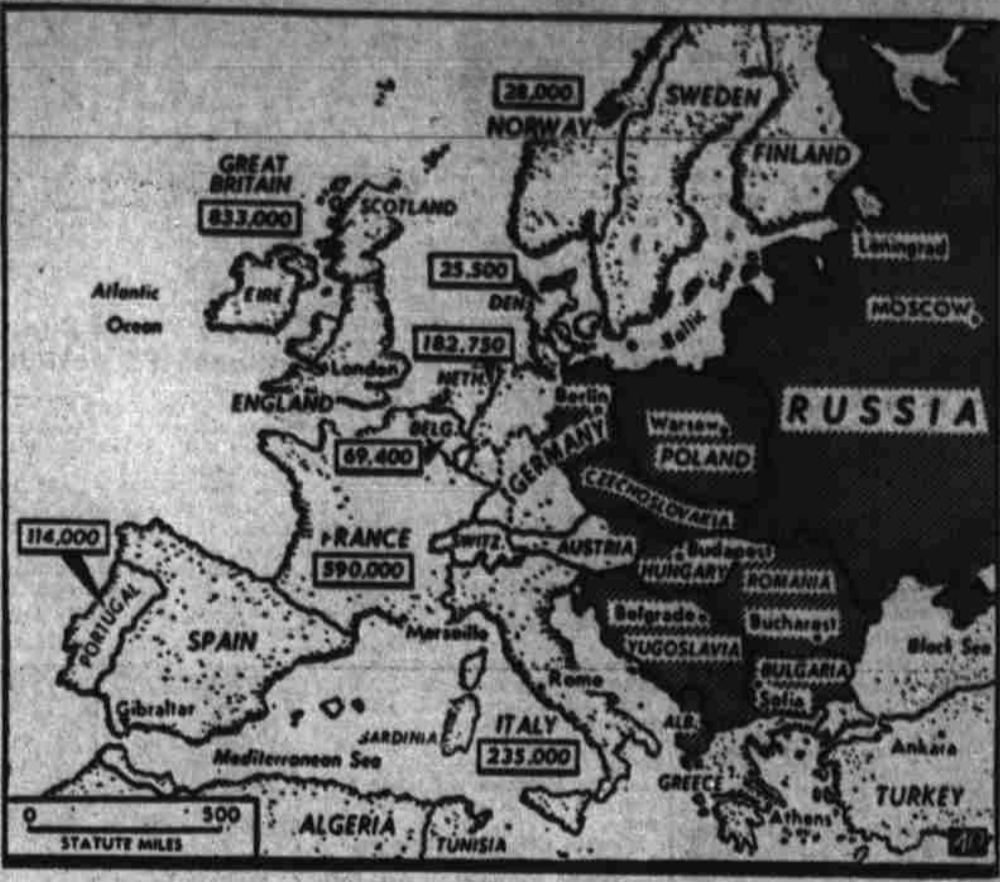 28,000
NORWAY
SWEDEN
FINLAND
GREAT
BRITAIN
833,000
SCOTLAND
Leningrad
25,500
DEN.
EIRE
Atlantic
Ocean
MOSCOW
Baltic
182,750
NETH.
London
ENGLAND
Berlin
RUSSIA
BELG.
69,400
GERMANY
Warsaw
POLAND
CZECHOSLOVAKIA
114,000
FRANCE
590,000
SWITZ.
AUSTRIA
Budapest
HUNGARY
ROMANIA
PORTUGAL
SPAIN
Marseille
Belgrade
YUGOSLAVIA
Bucharest
Black Sea
BULGARIA
Sofia
Rome
Gibraltar
SARDINIA
ITALY
235,000
ALB.
Mediterranean Sea
GREECE
Ankara
TURKEY
Athens
0 500
STATUTE MILES
ALGERIA
TUNISIA